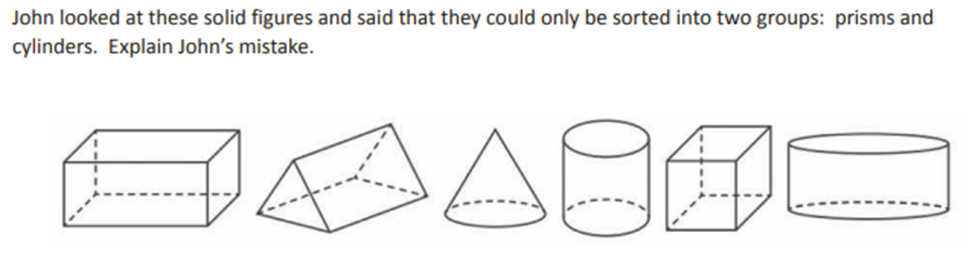 John looked at these solid figures and said that they could only be sorted into two groups:  prisms and
cylinders.  Explain John’s mistake.